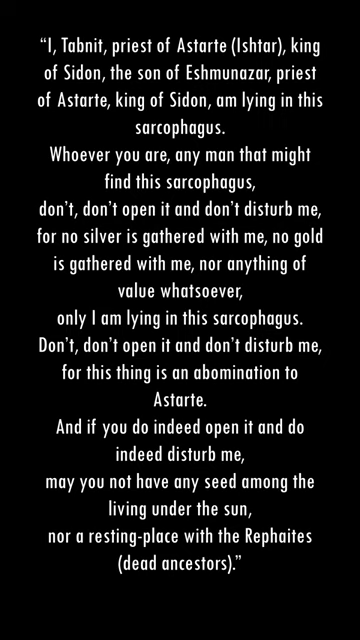 “I, Tabnit, priest of Astarte (Ishtar), king
of Sidon, the son of Eshmunazar, priest
of Astarte, king of Sidon, am lying in this
sarcophagus.
Whoever you are, any man that might
find this sarcophagus,
don’t, don’t open it and don’t disturb me,
for no silver is gathered with me, no gold
is gathered with me, nor anything of
value whatsoever,
only I am lying in this sarcophagus.
Don’t, don’t open it and don’t disturb me,
for this thing is an abomination to
Astarte.
And if you do indeed open it and do
indeed disturb me,
may you not have any seed among the
living under the sun,
nor a resting-place with the Rephaites
(dead ancestors).”